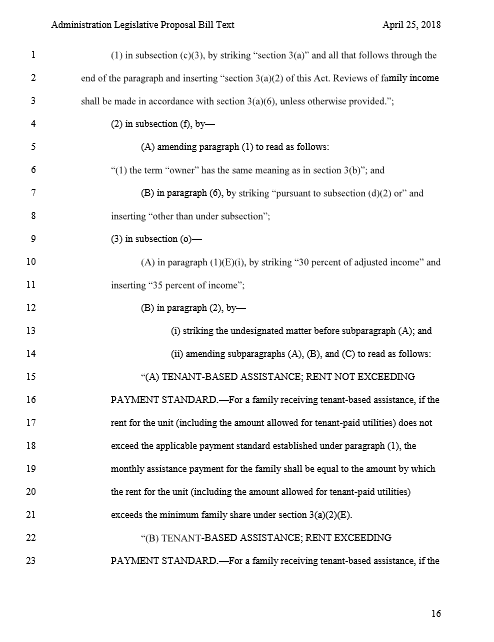 Administration Legislative Proposal Bill Text April 25, 2018
1 (1) in subsection (c)(3), by striking “section 3(a)” and all that follows through the
2 end of the paragraph and inserting “section 3(a)(2) of this Act. Reviews of family income
3 shall be made in accordance with section 3(a)(6), unless otherwise provided.”;
4 (2) in subsection (f), by—
5 (A) amending paragraph (1) to read as follows:
6 “(1) the term “owner” has the same meaning as in section 3(b)”; and
7 (B) in paragraph (6), by striking “pursuant to subsection (d)(2) or” and
8 inserting “other than under subsection”;
9 (3) in subsection (o)—
10 (A) in paragraph (1)(E)(i), by striking “30 percent of adjusted income” and
11 inserting “35 percent of income”;
12 (B) in paragraph (2), by—
13 (i) striking the undesignated matter before subparagraph (A); and
14 (ii) amending subparagraphs (A), (B), and (C) to read as follows:
15 “(A) TENANT-BASED ASSISTANCE; RENT NOT EXCEEDING
16 PAYMENT STANDARD.—For a family receiving tenant-based assistance, if the
17 rent for the unit (including the amount allowed for tenant-paid utilities) does not
18 exceed the applicable payment standard established under paragraph (1), the
19 monthly assistance payment for the family shall be equal to the amount by which
20 the rent for the unit (including the amount allowed for tenant-paid utilities)
21 exceeds the minimum family share under section 3(a)(2)(E).
22 “(B) TENANT-BASED ASSISTANCE; RENT EXCEEDING
23 PAYMENT STANDARD.—For a family receiving tenant-based assistance, if the
16